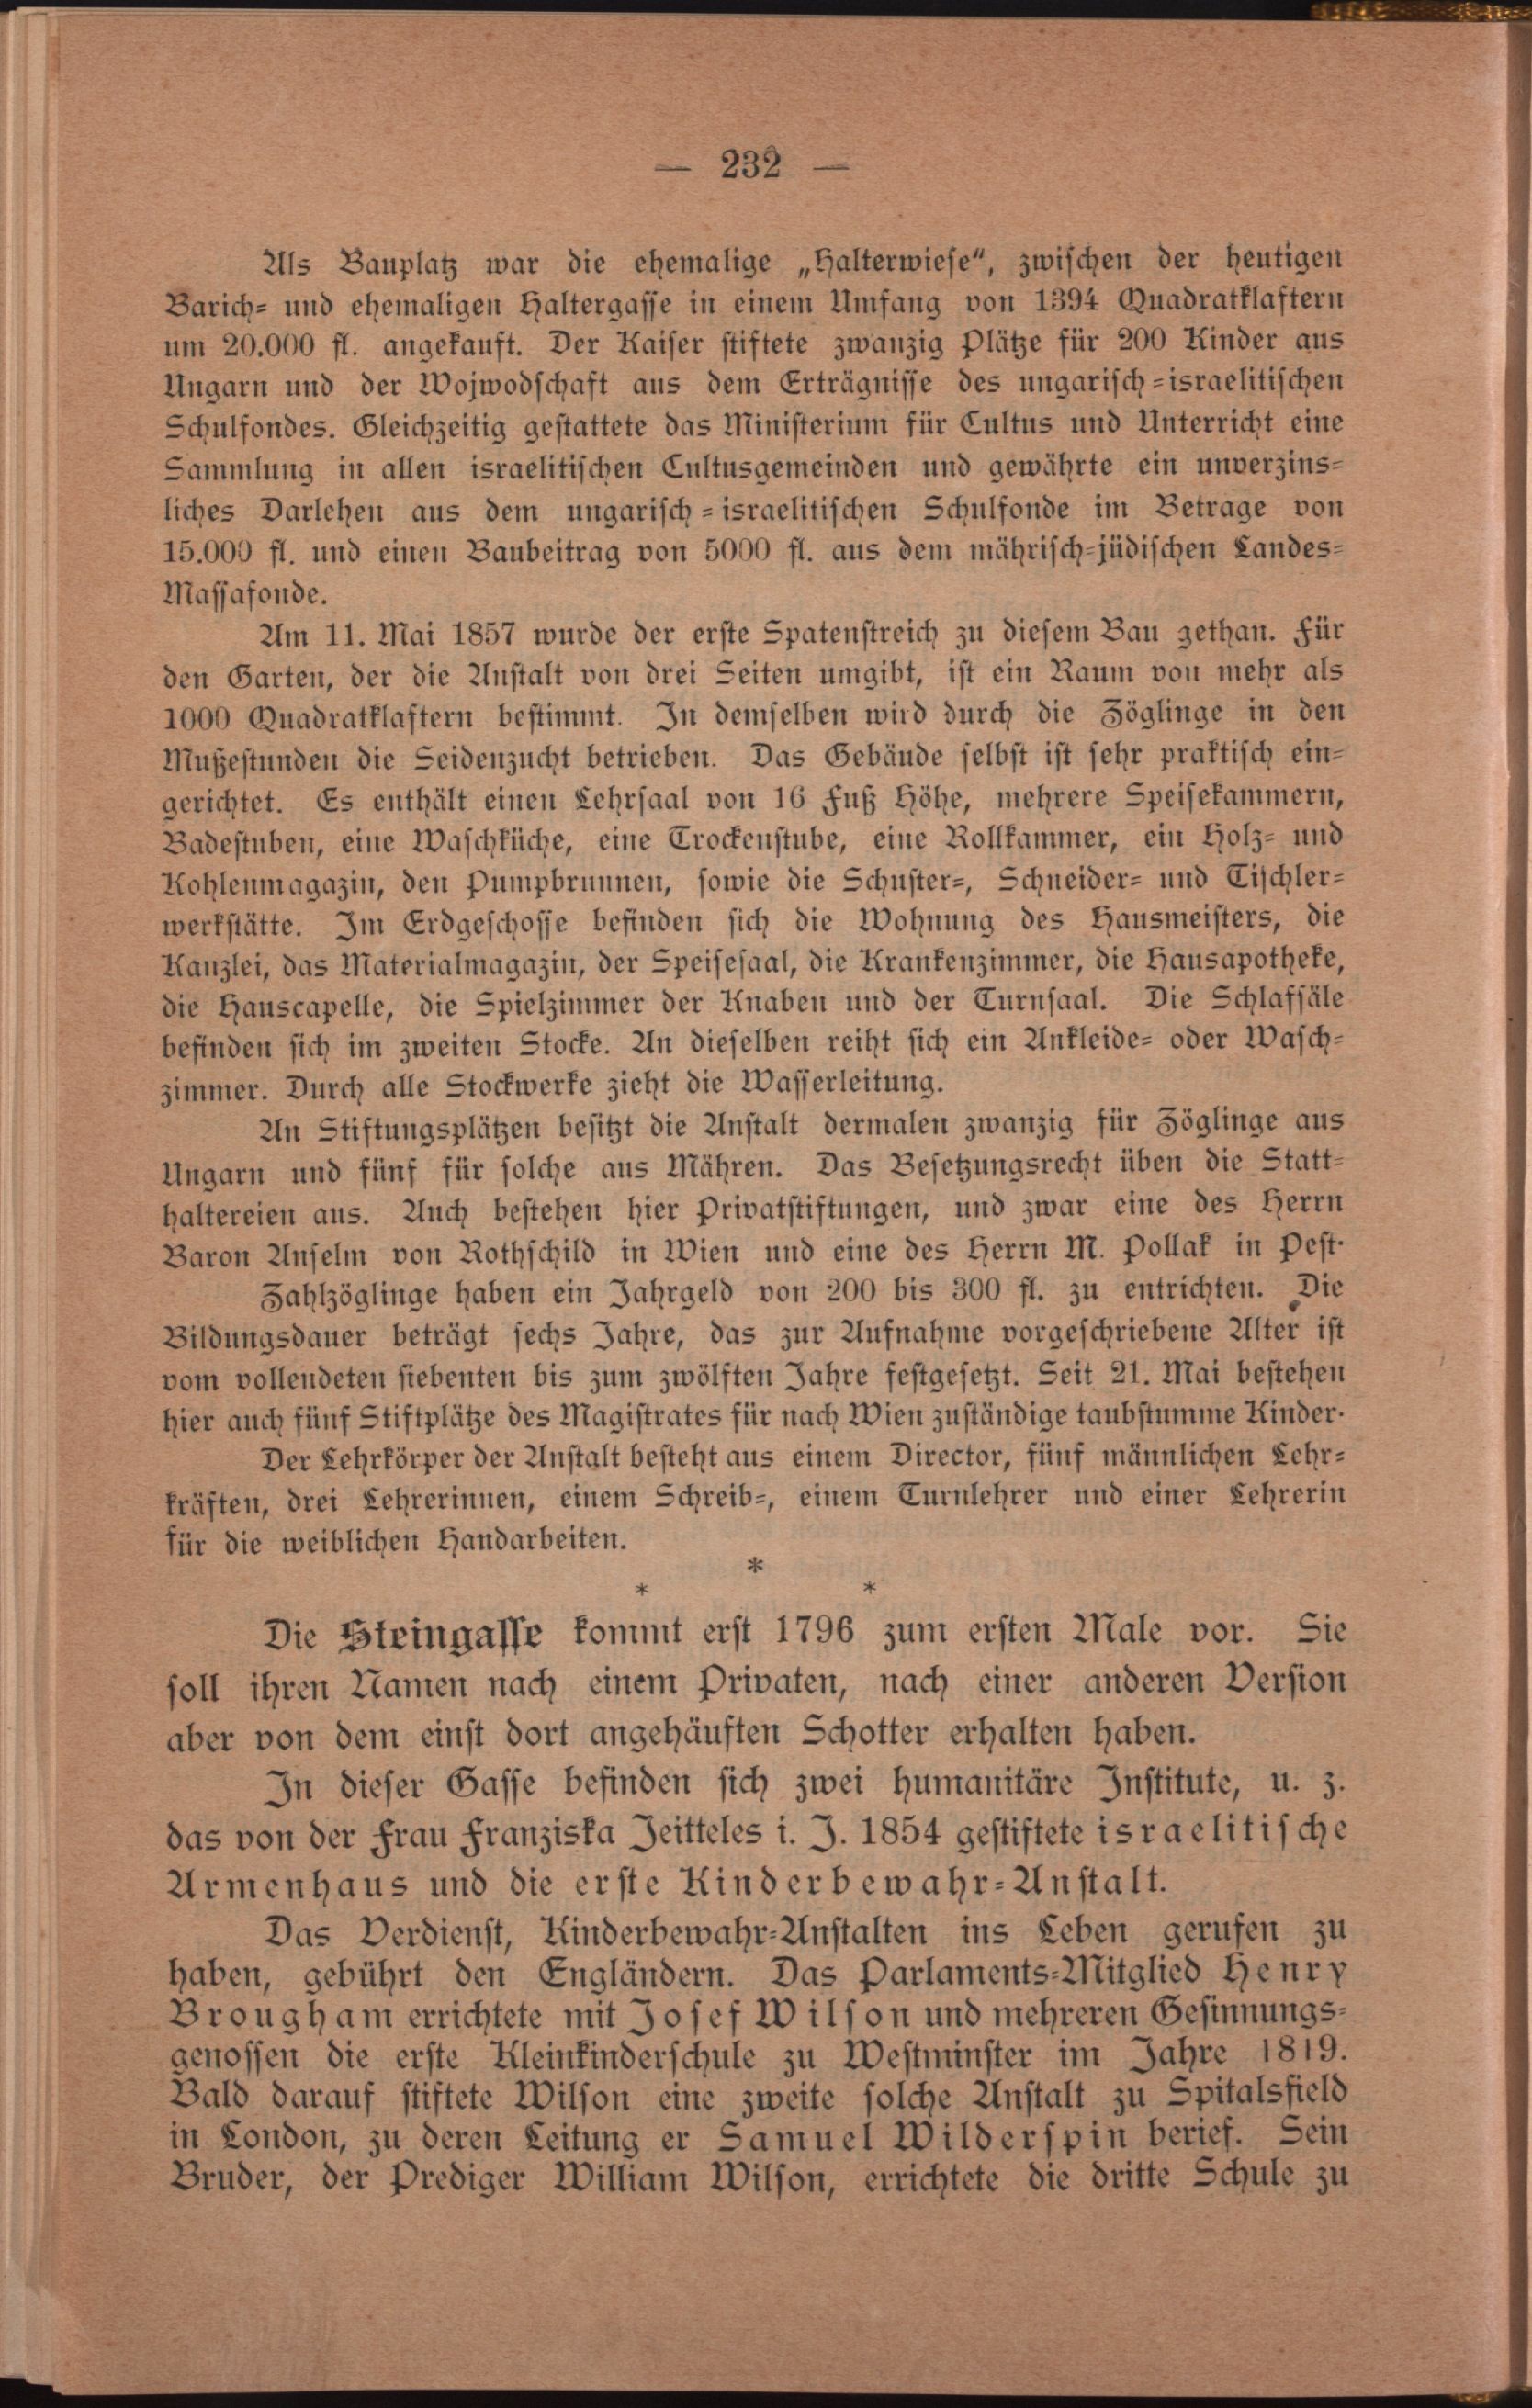 — 232 —
Als Bauplatz war die ehemalige „Halterwiese“, zwischen der heutigen
Barich- und ehemaligen Haltergasse in einem Umfang von 1394 Quadratklaftern
um 20.000 fl. angekauft. Der Kaiser stiftete zwanzig Plätze für 200 Kinder aus
Ungarn und der Wojwodschaft aus dem Erträgnisse des ungarisch-israelitischen
Schulfondes. Gleichzeitig gestattete das Ministerium für Cultus und Unterricht eine
Sammlung in allen israelitischen Cultusgemeinden und gewährte ein unverzins-
liches Darlehen aus dem ungarisch-israelitischen Schulfonde im Betrage von
15.000 fl. und einen Baubeitrag von 5000 fl. aus dem mährisch-jüdischen Landes-
Massafonde.
Am 11. Mai 1857 wurde der erste Spatenstreich zu diesem Bau gethan. Für
den Garten, der die Anstalt von drei Seiten umgibt, ist ein Raum von mehr als
1000 Quadratklaftern bestimmt. In demselben wird durch die Zöglinge in den
Mußestunden die Seidenzucht betrieben. Das Gebäude selbst ist sehr praktisch ein-
gerichtet. Es enthält einen Lehrsaal von 16 Fuß Höhe, mehrere Speisekammern,
Badestuben, eine Waschküche, eine Trockenstube, eine Rollkammer, ein Holz- und
Kohlenmagazin, den Pumpbrunnen, sowie die Schuster-, Schneider- und Tischler-
werkstätte. Im Erdgeschosse befinden sich die Wohnung des Hausmeisters, die
Kanzlei, das Materialmagazin, der Speisesaal, die Krankenzimmer, die Hausapotheke,
die Hauscapelle, die Spielzimmer der Knaben und der Turnsaal. Die Schlafsäle
befinden sich im zweiten Stocke. An dieselben reiht sich ein Ankleide- oder Wasch-
zimmer. Durch alle Stockwerke zieht die Wasserleitung.
An Stiftungsplätzen besitzt die Anstalt dermalen zwanzig für Zöglinge aus
Ungarn und fünf für solche aus Mähren. Das Besetzungsrecht üben die Statt-
haltereien aus. Auch bestehen hier Privatstiftungen, und zwar eine des Herrn
Baron Anselm von Rothschild in Wien und eine des Herrn M. Pollak in Pest.
Zahlzöglinge haben ein Jahrgeld von 200 bis 300 fl. zu entrichten. Die
Bildungsdauer beträgt sechs Jahre, das zur Aufnahme vorgeschriebene Alter ist
vom vollendeten siebenten bis zum zwölften Jahre festgesetzt. Seit 21. Mai bestehen
hier auch fünf Stiftplätze des Magistrates für nach Wien zuständige taubstumme Kinder.
Der Lehrkörper der Anstalt besteht aus einem Director, fünf männlichen Lehr-
kräften, drei Lehrerinnen, einem Schreib-, einem Turnlehrer und einer Lehrerin
für die weiblichen Handarbeiten.
*
* *
Die Steingasse kommt erst 1796 zum ersten Male vor. Sie
soll ihren Namen nach einem Privaten, nach einer anderen Version
aber von dem einst dort angehäuften Schotter erhalten haben.
In dieser Gasse befinden sich zwei humanitäre Institute, u. z.
das von der Frau Franziska Jeitteles i. J. 1854 gestiftete israelitische
Armenhaus und die erste Kinderbewahr-Anstalt.
Das Verdienst, Kinderbewahr-Anstalten ins Leben gerufen zu
haben, gebührt den Engländern. Das Parlaments-Mitglied Henry
Brougham errichtete mit Josef Wilson und mehreren Gesinnungs-
genossen die erste Kleinkinderschule zu Westminster im Jahre 1819.
Bald darauf stiftete Wilson eine zweite solche Anstalt zu Spitalsfield
in London, zu deren Leitung er Samuel Wilderspin berief. Sein
Bruder, der Prediger William Wilson, errichtete die dritte Schule zu